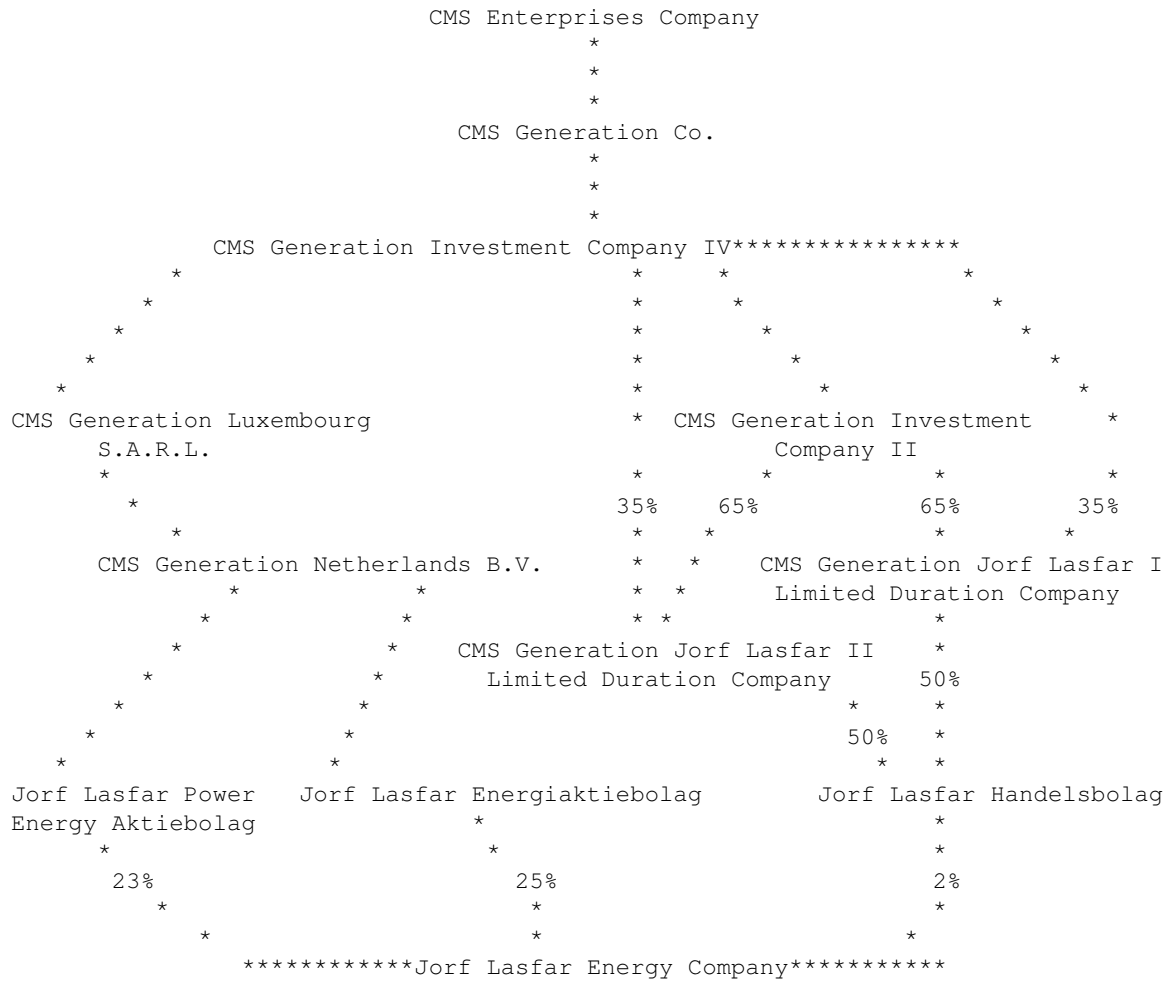 CMS Enterprises Company
*
*
*
CMS Generation Co.
*
*
*
CMS Generation Investment Company IV****************
* * * *
* * * *
* * * *
* * * *
* * * *
CMS Generation Luxembourg * CMS Generation Investment *
S.A.R.L. Company II
* * * * *
* 35% 65% 65% 35%
* * * * *
CMS Generation Netherlands B.V. * * CMS Generation Jorf Lasfar I
* * * * Limited Duration Company
* * * * *
* * CMS Generation Jorf Lasfar II *
* * Limited Duration Company 50%
* * * *
* * 50% *
* * * *
Jorf Lasfar Power Jorf Lasfar Energiaktiebolag Jorf Lasfar Handelsbolag
Energy Aktiebolag * *
* * *
23% 25% 2%
* * *
* * *
************Jorf Lasfar Energy Company***********